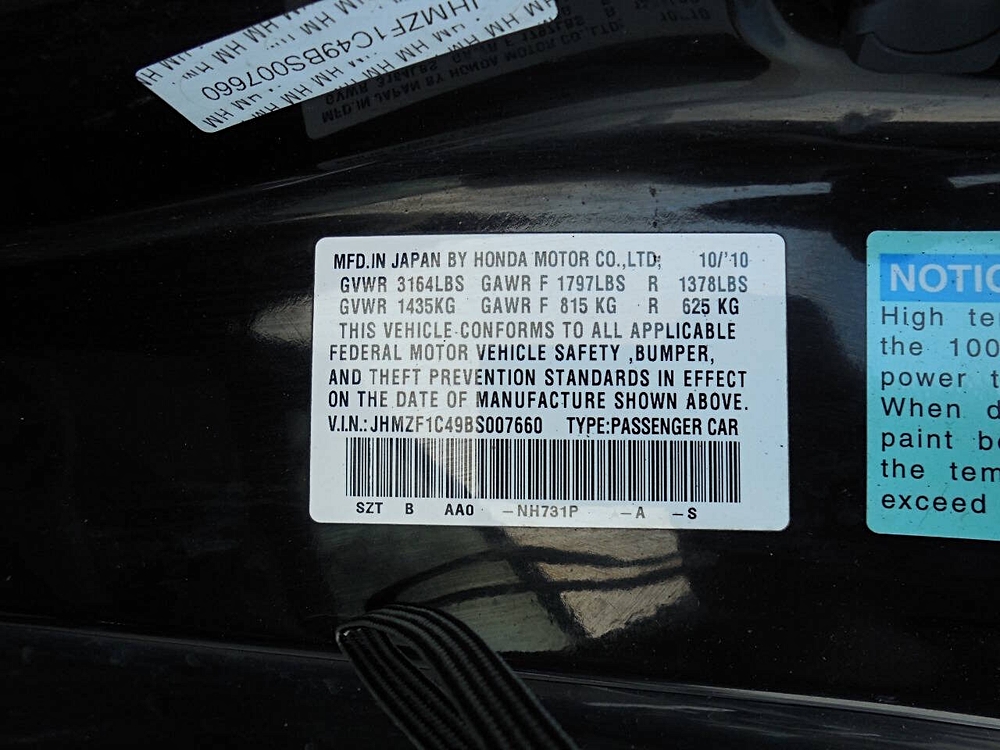 JHMZF1C49BS007660
MFD.IN JAPAN BY HONDA MOTOR CO.,LTD: 10/'10
GVWR 3164LBS GAWR F 1797LBS R 1378LBS
GVWR 1435KG GAWR F 815 KG R 625 KG
THIS VEHICLE CONFORMS TO ALL APPLICABLE
FEDERAL MOTOR VEHICLE SAFETY ,BUMPER,
AND THEFT PREVENTION STANDARDS IN EFFECT
ON THE DATE OF MANUFACTURE SHOWN ABOVE.
V.I.N.: JHMZF1C49BS007660 TYPE:PASSENGER CAR
SZT B AA0 -NH731P -A -S
NOTIC
High te
the 100
power t
When d
paint be
the tem
exceed